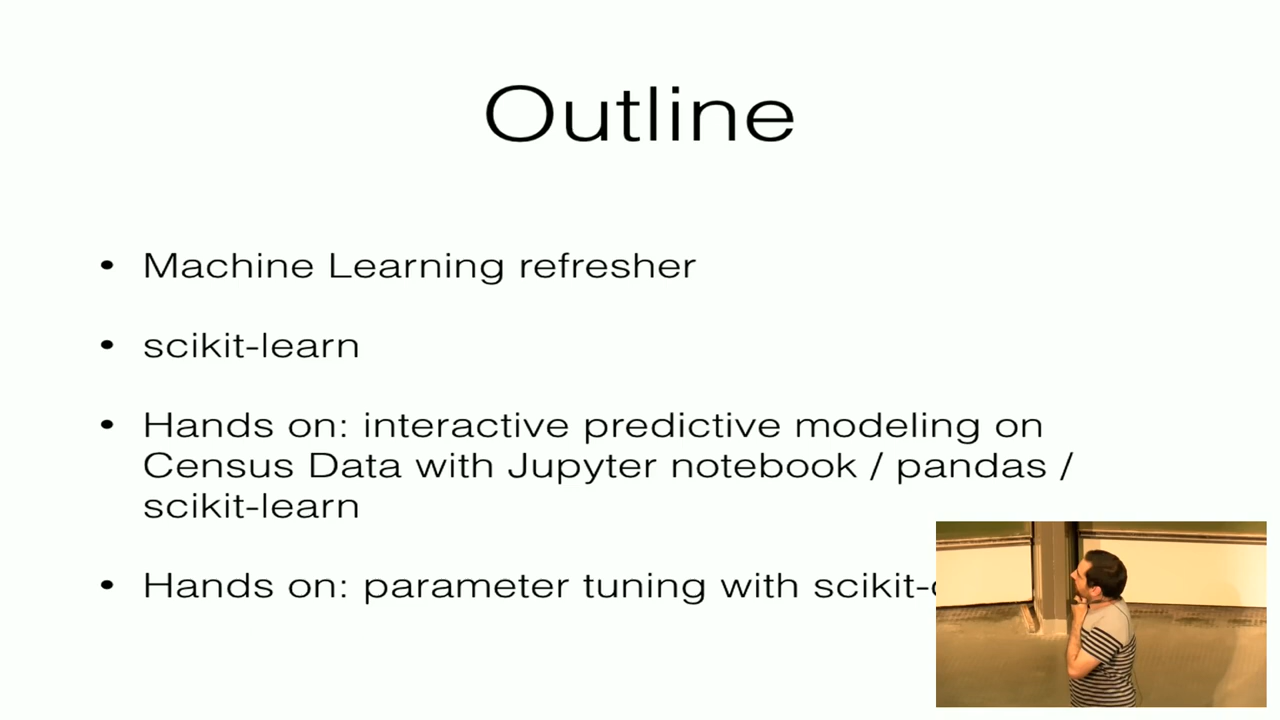 Outline
• Machine Learning refresher
• scikit-learn
• Hands on: interactive predictive modeling on
Census Data with Jupyter notebook / pandas /
scikit-learn
• Hands on: parameter tuning with